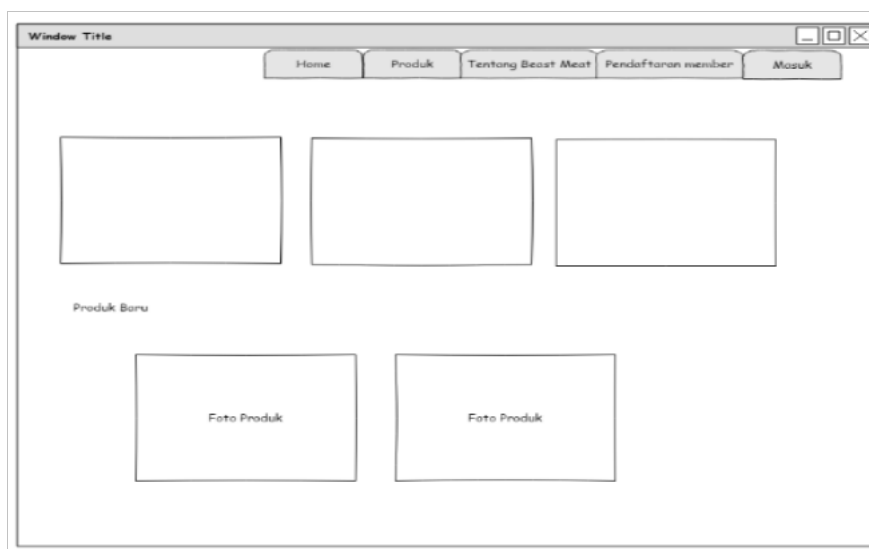 Window Title
Home Produk Tentang Beast Meat Pendaftaran member Masuk
Produk Baru
Foto Produk Foto Produk